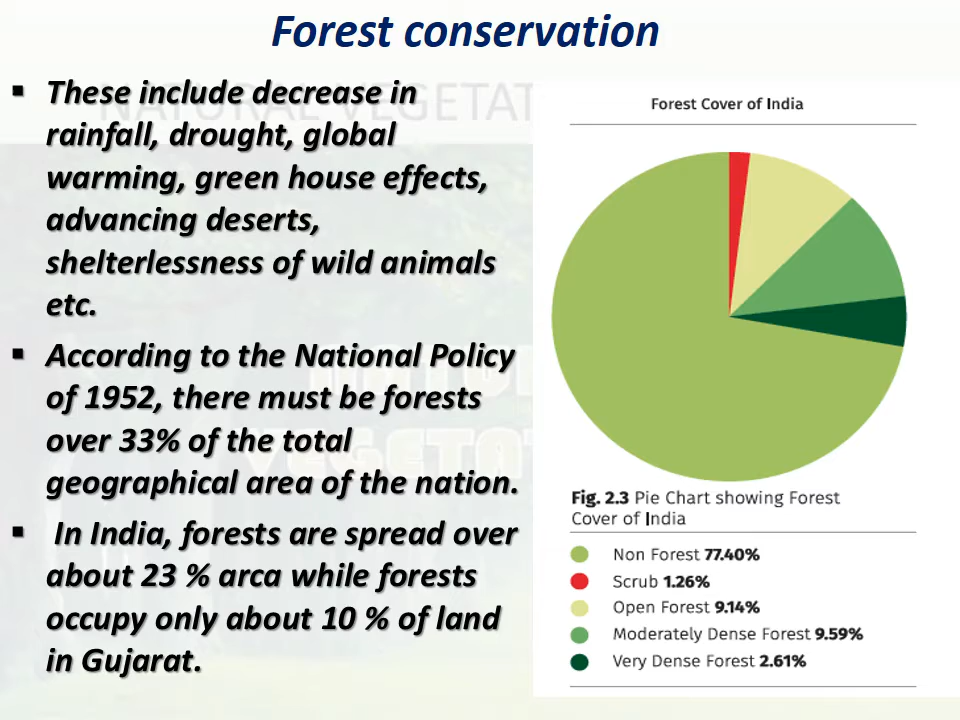 Forest conservation
NATURAL VEGETAT
▪ These include decrease in
rainfall, drought, global
warming, green house effects,
advancing deserts,
shelterlessness of wild animals
etc.
▪ According to the National Policy
of 1952, there must be forests
over 33% of the total
geographical area of the nation.
▪ In India, forests are spread over
about 23 % arca while forests
occupy only about 10 % of land
in Gujarat.
Forest Cover of India
Fig. 2.3 Pie Chart showing Forest
Cover of India
Non Forest 77.40%
Scrub 1.26%
Open Forest 9.14%
Moderately Dense Forest 9.59%
Very Dense Forest 2.61%